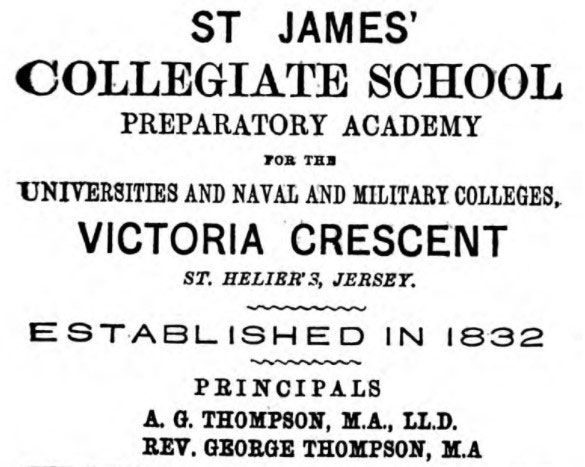 ST JAMES'
COLLEGIATE SCHOOL
PREPARATORY ACADEMY
FOR THE
UNIVERSITIES AND NAVAL AND MILITARY COLLEGES,
VICTORIA CRESCENT
ST. HELIER'S, JERSEY.
ESTABLISHED IN 1832
PRINCIPALS
A. G. THOMPSON, M.A., LL.D.
REV. GEORGE THOMPSON, M.A